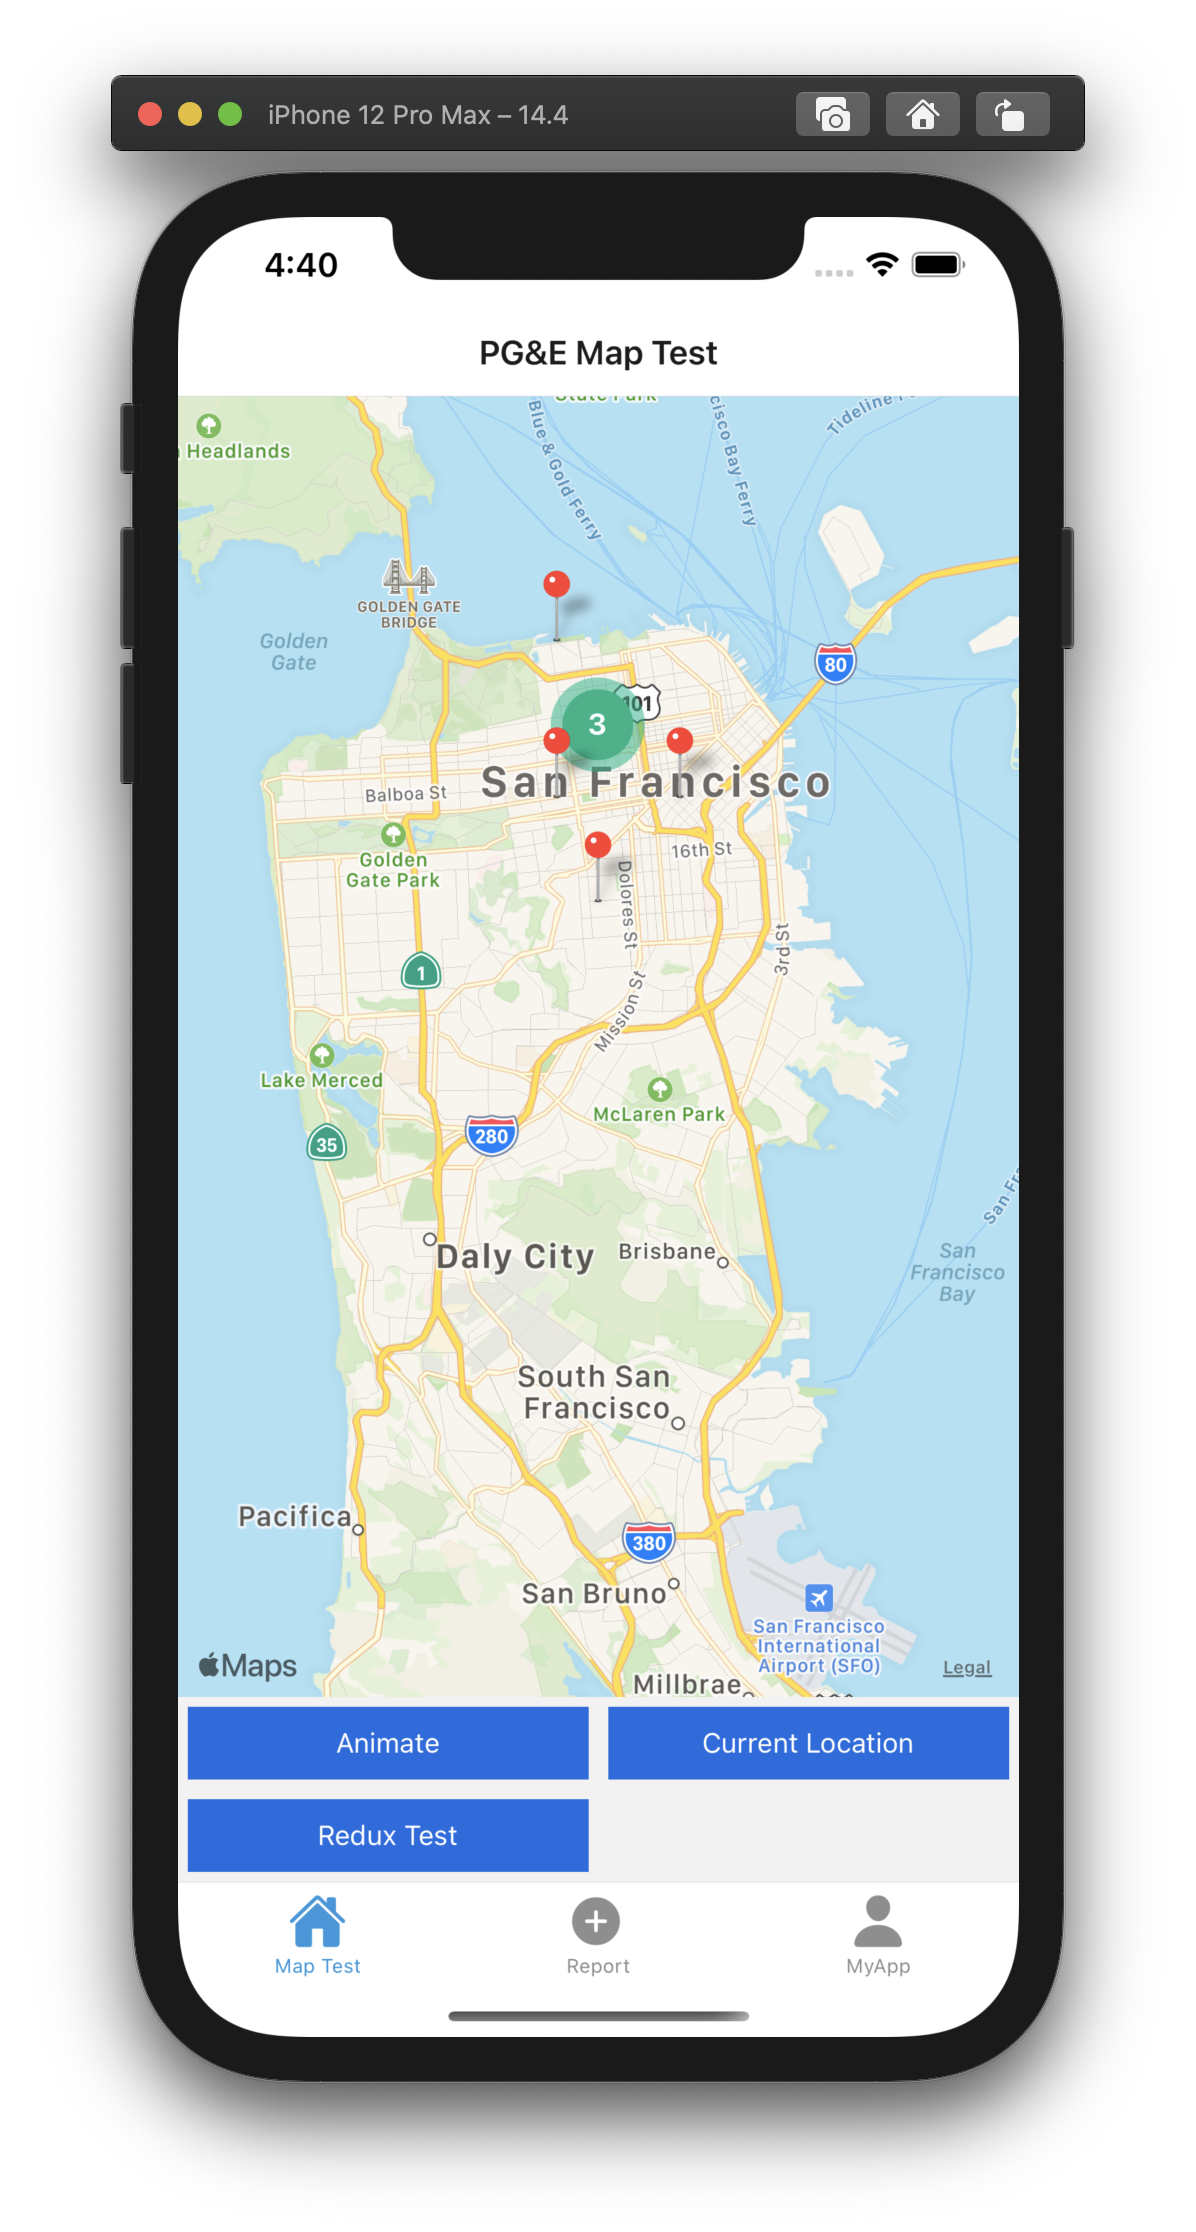 iPhone 12 Pro Max – 14.4
4:40
PG&E Map Test
State Park
Headlands
Blue & Gold Ferry
cisco Bay Ferry
Tideline
GOLDEN GATE
BRIDGE
Golden
Gate
80
101
3
San Francisco
Balboa St
Golden
Gate Park
16th St
Dolores St
3rd St
1
Mission St
Lake Merced
McLaren Park
280
35
Daly City
Brisbane
San
Francisco
Bay
South San
Francisco
Pacifica
380
San Bruno
San Francisco
International
Airport (SFO)
Maps
Legal
Millbrae
Animate
Current Location
Redux Test
Map Test
Report
MyApp